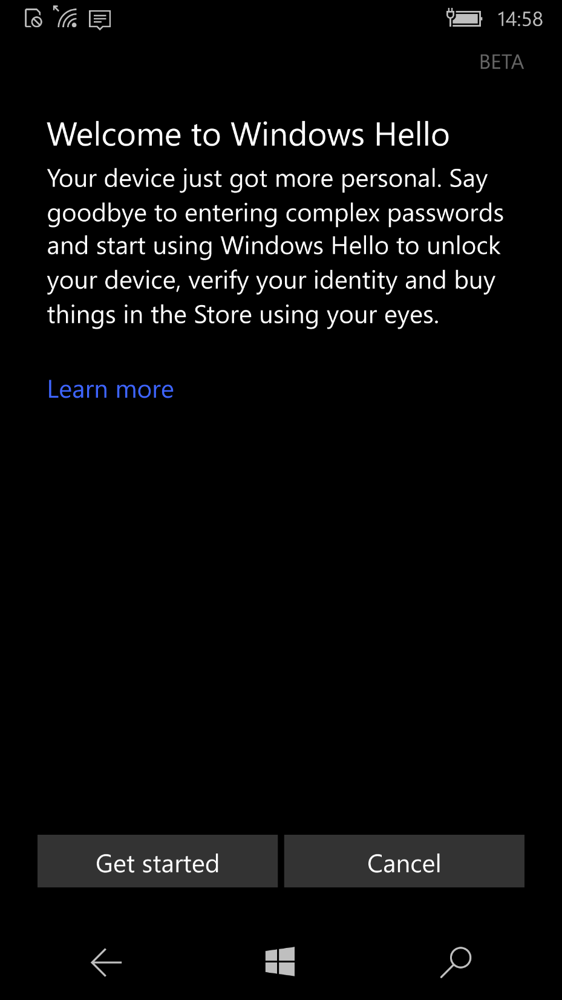 14:58
BETA
Welcome to Windows Hello
Your device just got more personal. Say
goodbye to entering complex passwords
and start using Windows Hello to unlock
your device, verify your identity and buy
things in the Store using your eyes.
Learn more
Get started
Cancel